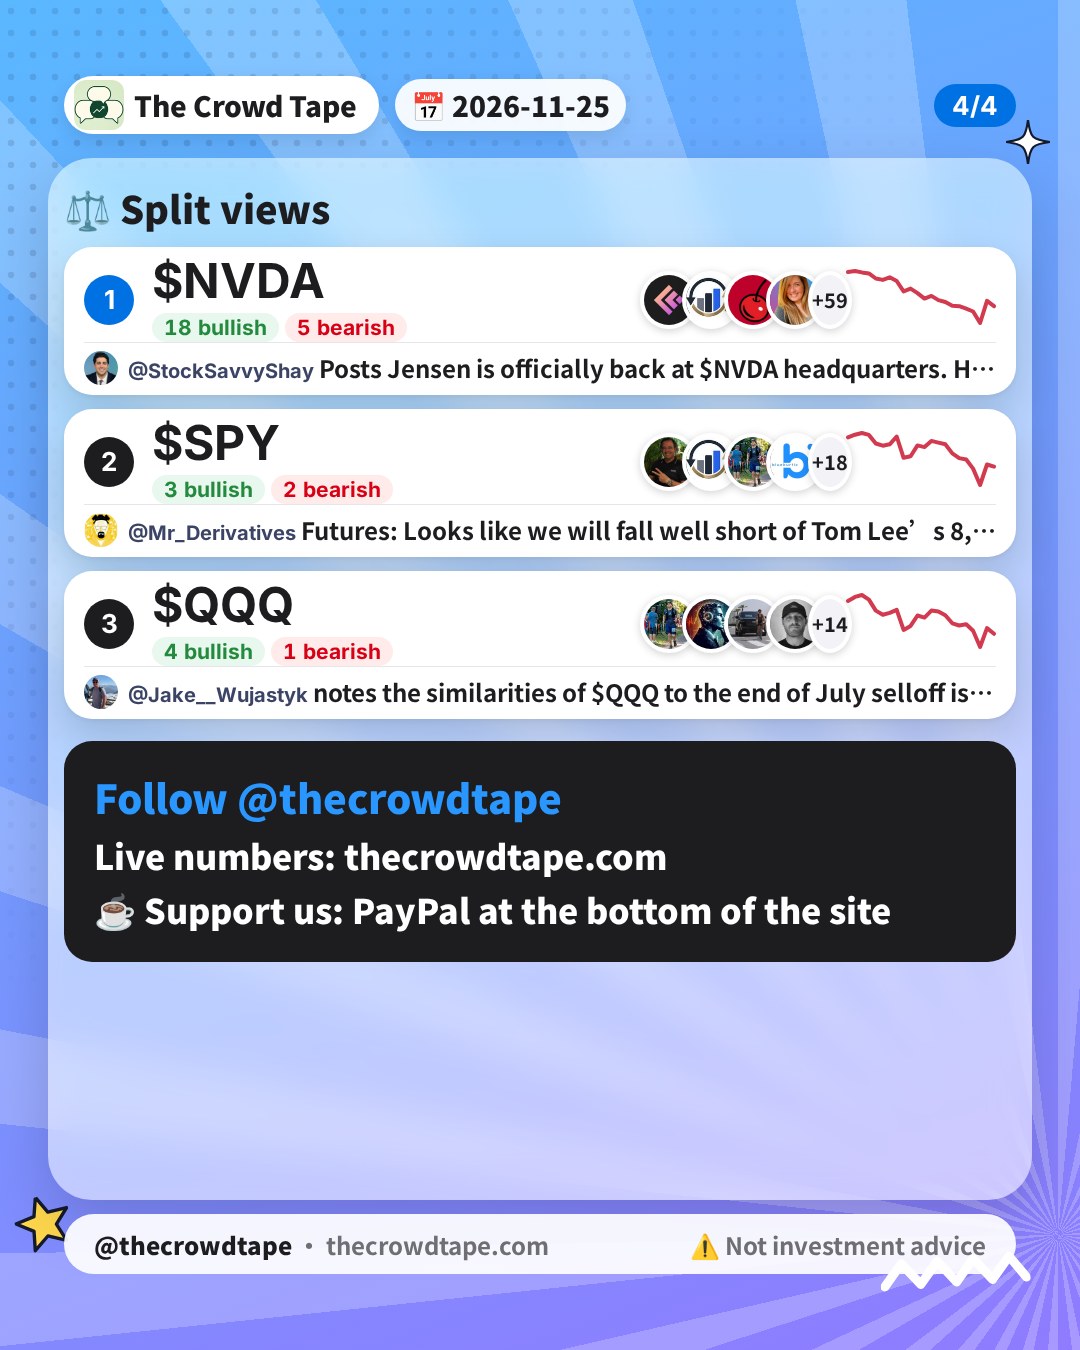 The Crowd Tape
2026-11-25
4/4
Split views
1
$NVDA
18 bullish 5 bearish
+59
@StockSavvyShay Posts Jensen is officially back at $NVDA headquarters. H…
2
$SPY
3 bullish 2 bearish
+18
@Mr_Derivatives Futures: Looks like we will fall well short of Tom Lee’s 8,…
3
$QQQ
4 bullish 1 bearish
+14
@Jake__Wujastyk notes the similarities of $QQQ to the end of July selloff is…
Follow @thecrowdtape
Live numbers: thecrowdtape.com
☕ Support us: PayPal at the bottom of the site
@thecrowdtape • thecrowdtape.com
⚠️ Not investment advice